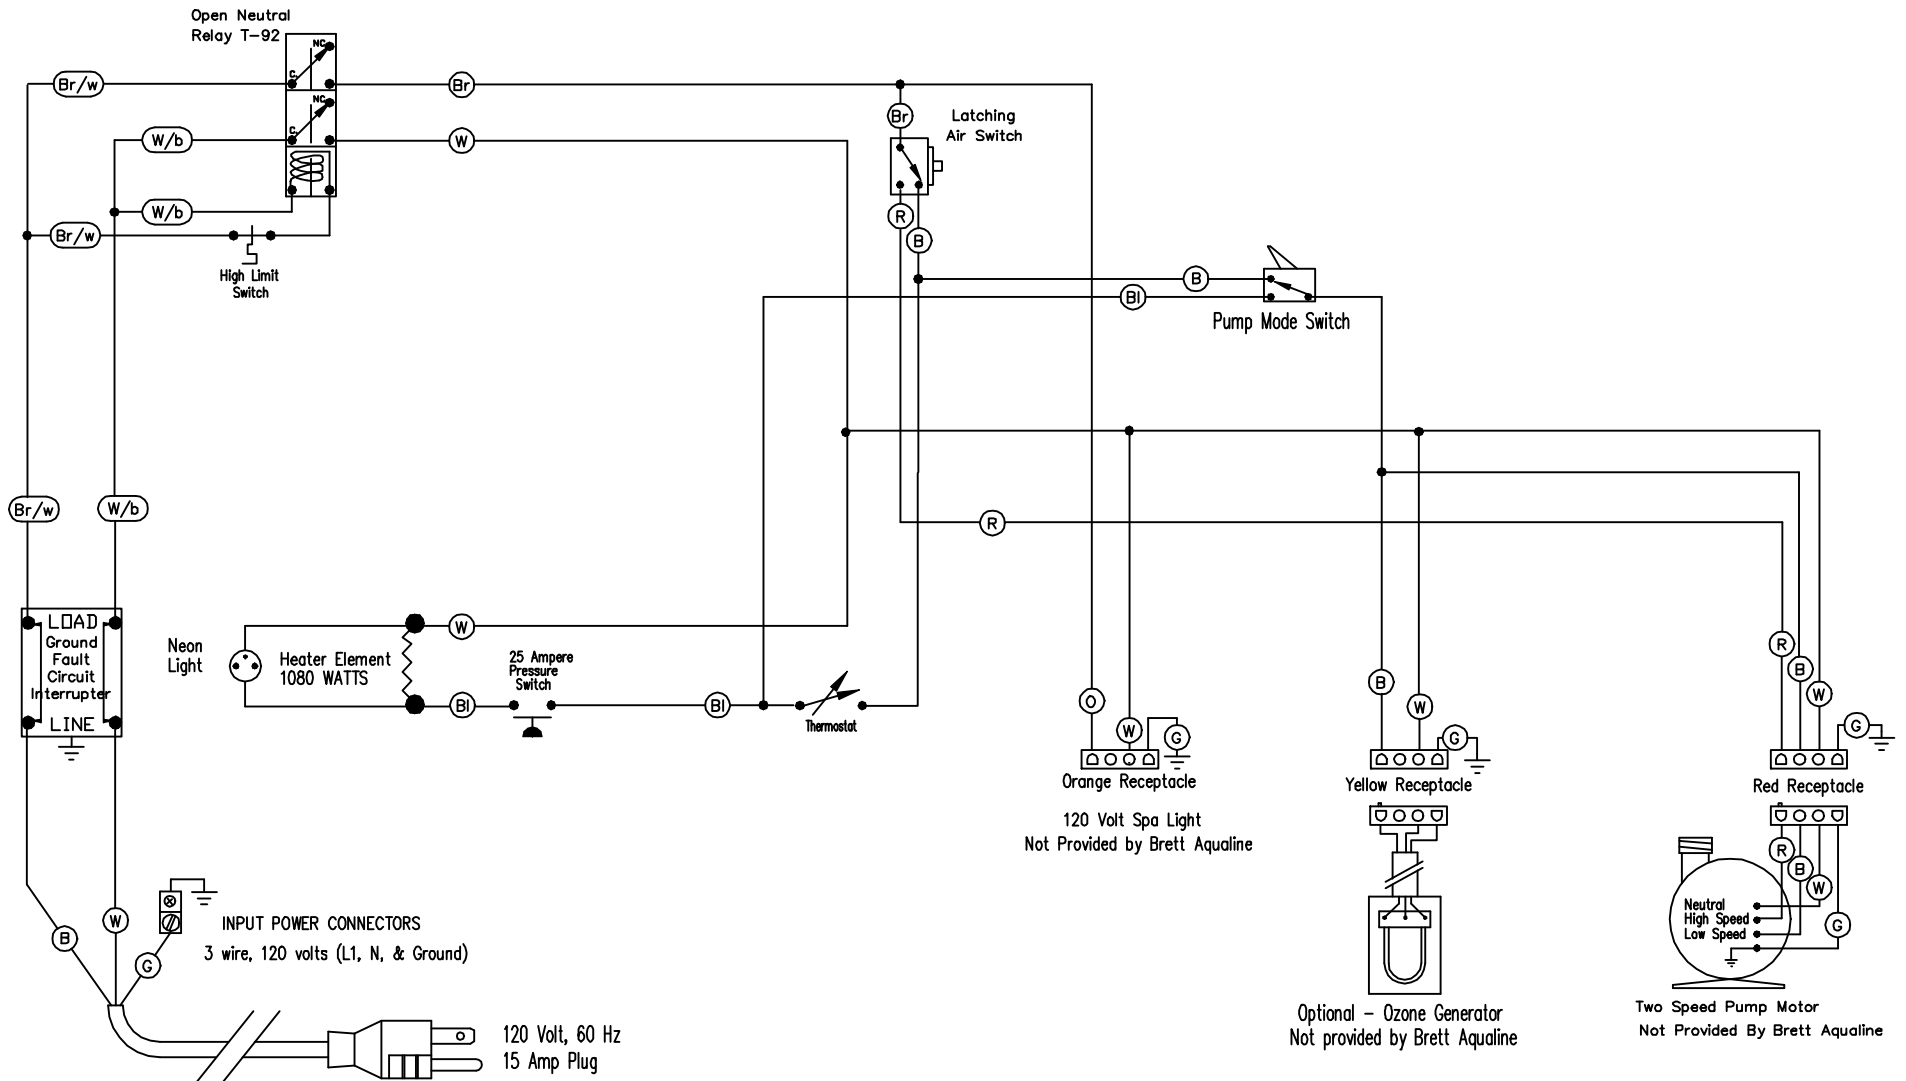 Open Neutral
Relay T-92
NC
C.
Br/w
Br
NC
C.
W/b
W
Br
Latching
Air Switch
W/b
Br/w
R
B
High Limit
Switch
B
Bl
Pump Mode Switch
Br/w
W/b
R
LOAD
Ground
Fault
Circuit
Interrupter
LINE
Neon
Light
Heater Element
1080 WATTS
W
25 Ampere
Pressure
Switch
Bl
Bl
Thermostat
O
W
G
Orange Receptacle
120 Volt Spa Light
Not Provided by Brett Aqualine
B
W
G
Yellow Receptacle
R
B
W
G
Red Receptacle
R
B
W
G
Neutral
High Speed
Low Speed
B
W
G
INPUT POWER CONNECTORS
3 wire, 120 volts (L1, N, & Ground)
120 Volt, 60 Hz
15 Amp Plug
Optional - Ozone Generator
Not provided by Brett Aqualine
Two Speed Pump Motor
Not Provided By Brett Aqualine